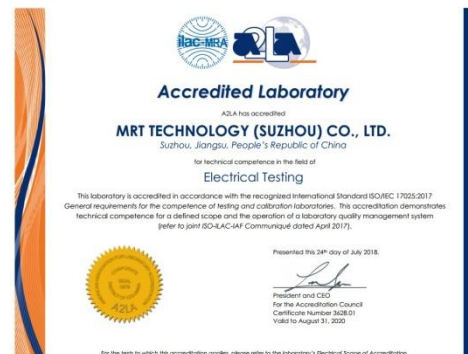 ilac-MRA
A2LA
Accredited Laboratory
A2LA has accredited
MRT TECHNOLOGY (SUZHOU) CO., LTD.
Suzhou, Jiangsu, People's Republic of China
for technical competence in the field of
Electrical Testing
This laboratory is accredited in accordance with the recognized International Standard ISO/IEC 17025:2017
General requirements for the competence of testing and calibration laboratories. This accreditation demonstrates
technical competence for a defined scope and the operation of a laboratory quality management system
(refer to joint ISO-ILAC-IAF Communiqué dated April 2017).
Presented this 24th day of July 2018.
President and CEO
For the Accreditation Council
Certificate Number 3628.01
Valid to August 31, 2020
CORPORATE
SEAL
A2LA
For the tests to which this accreditation applies, please refer to the laboratory's Electrical Scope of Accreditation.